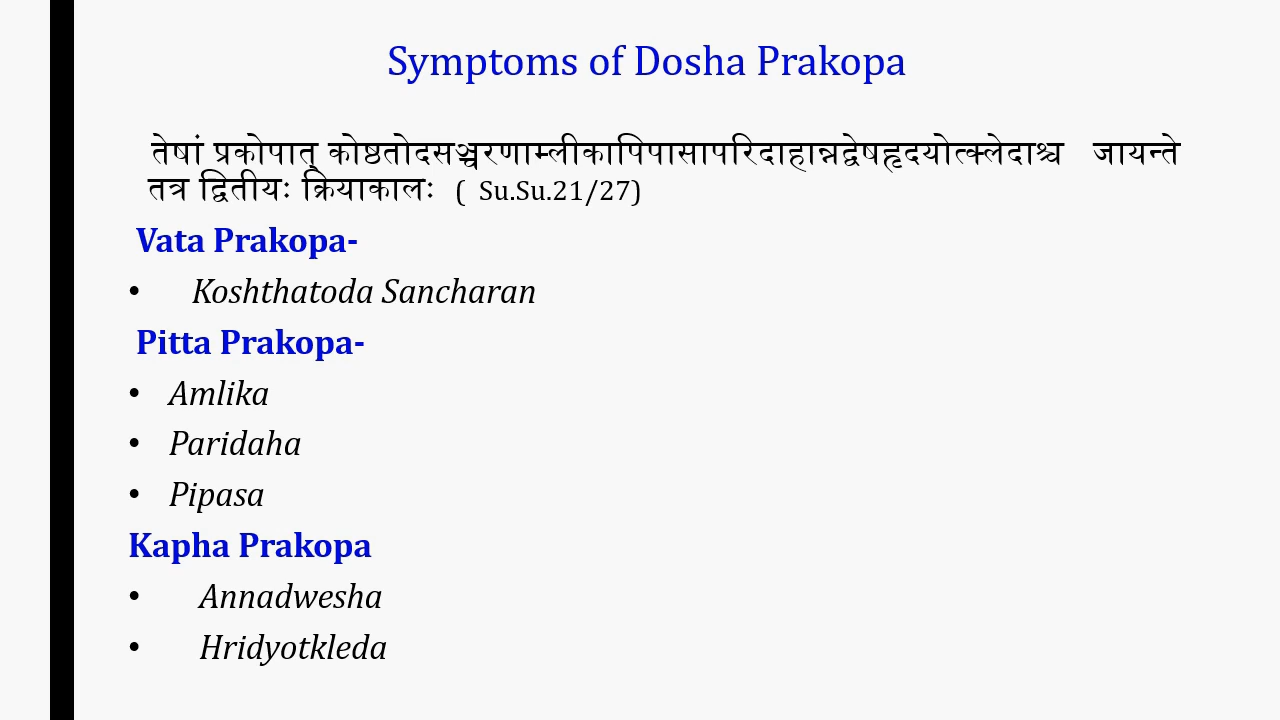 Symptoms of Dosha Prakopa
तेषां प्रकोपात् कोष्ठतोदसञ्चरणाम्लीकापिपासापरिदाहान्नद्वेषहृदयोत्क्लेदाश्च जायन्ते
तत्र द्वितीयः क्रियाकालः ( Su.Su.21/27)
Vata Prakopa-
• Koshthatoda Sancharan
Pitta Prakopa-
• Amlika
• Paridaha
• Pipasa
Kapha Prakopa
• Annadwesha
• Hridyotkleda